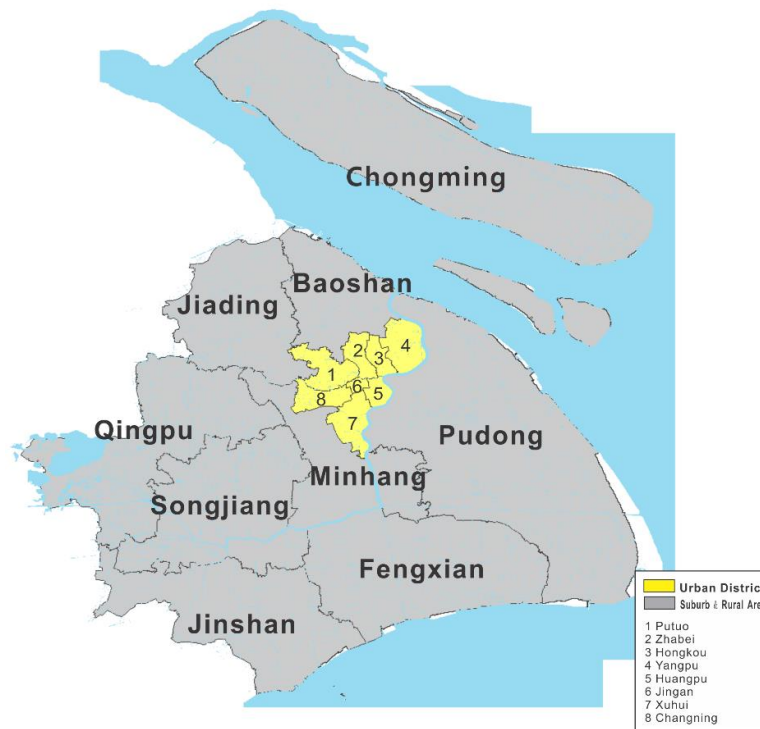 Chongming
Baoshan
Jiading
2
3
4
1
6
5
8
7
Qingpu
Pudong
Minhang
Songjiang
Fengxian
Jinshan
Urban Distric
Suburb & Rural Are
1 Putuo
2 Zhabei
3 Hongkou
4 Yangpu
5 Huangpu
6 Jingan
7 Xuhui
8 Changning